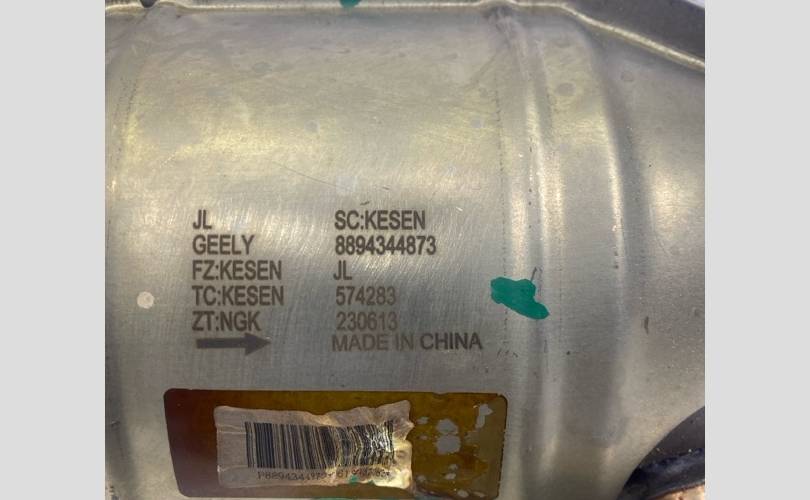 JL SC:KESEN
GEELY 8894344873
FZ:KESEN JL
TC:KESEN 574283
ZT:NGK 230613
MADE IN CHINA